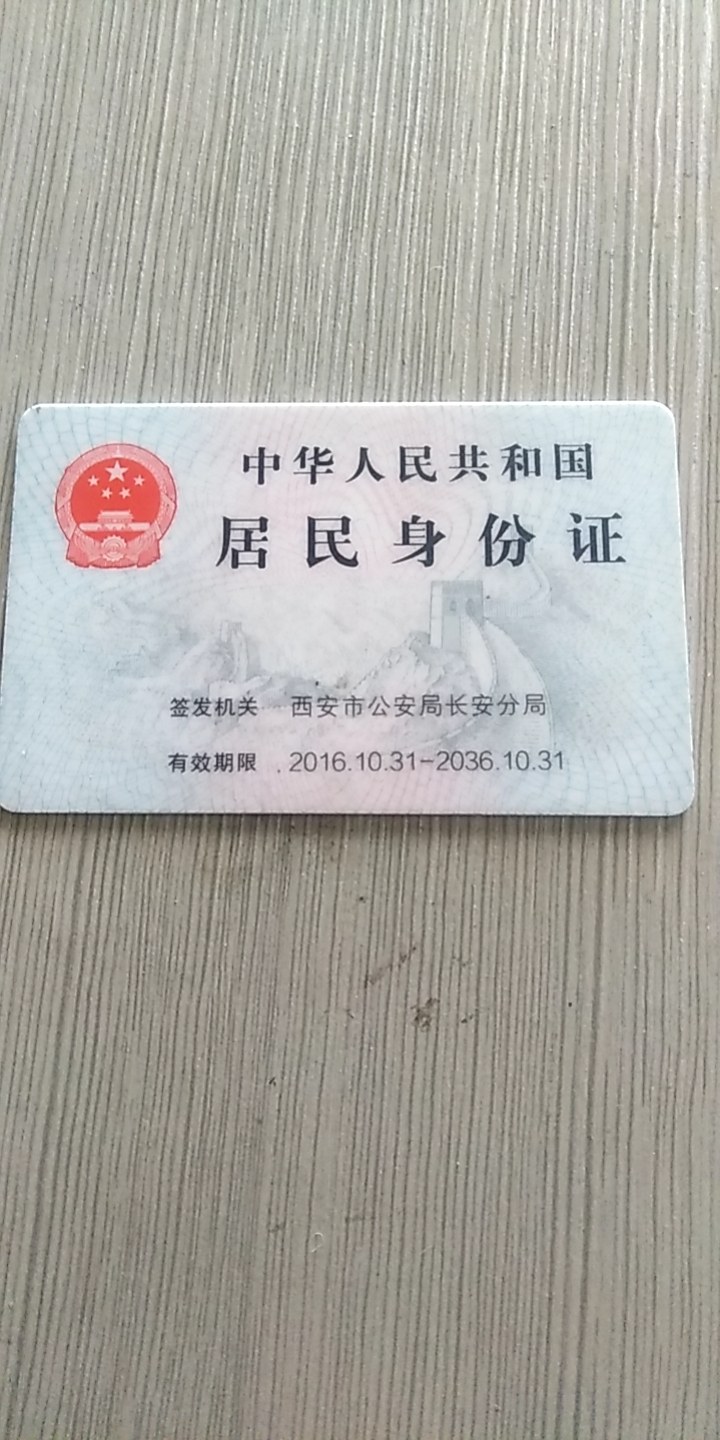 中华人民共和国
居民身份证
签发机关 西安市公安局长安分局
有效期限 2016.10.31-2036.10.31